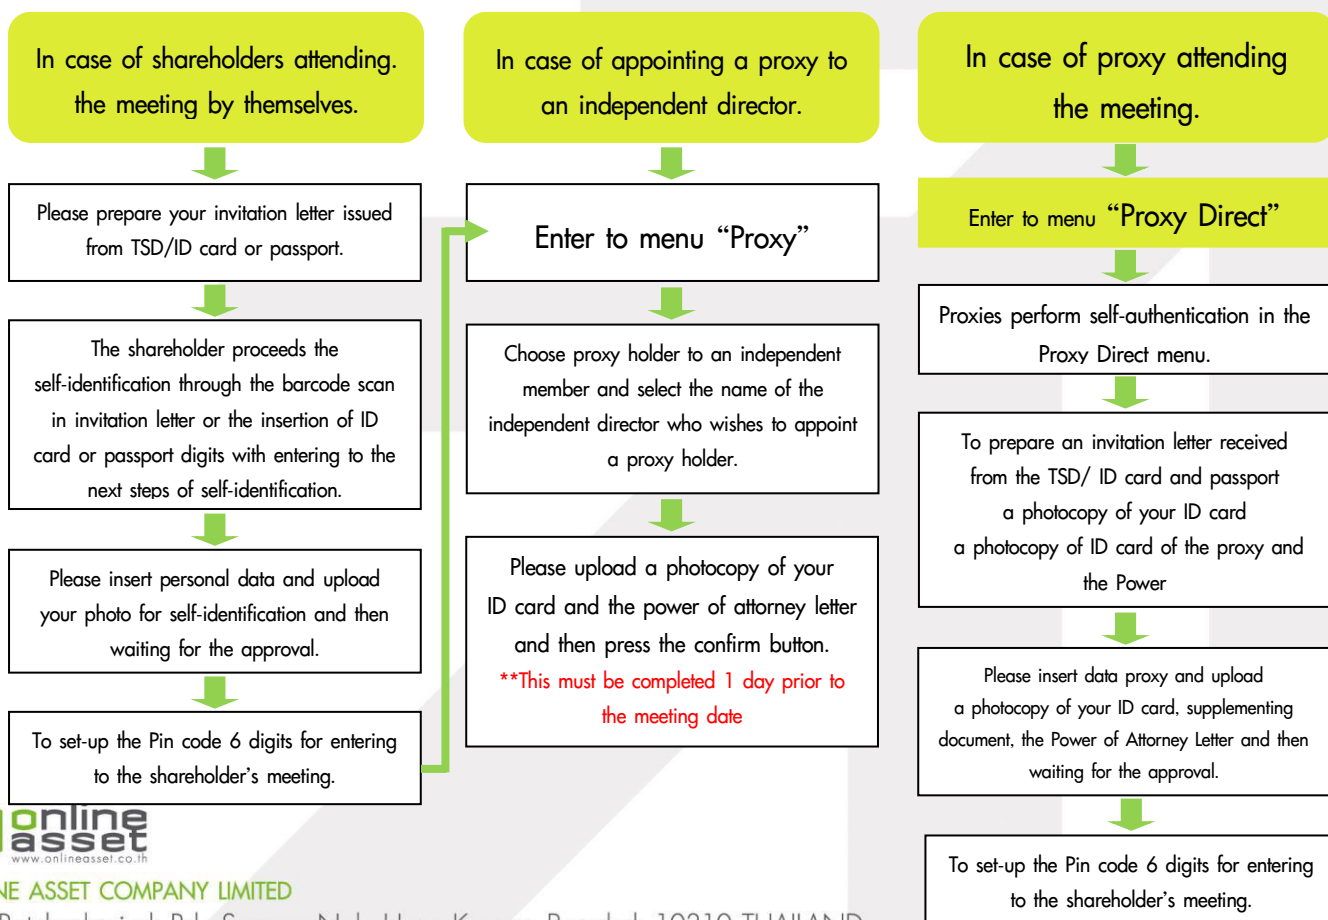 In case of shareholders attending.
the meeting by themselves.
Please prepare your invitation letter issued
from TSD/ID card or passport.
The shareholder proceeds the
self-identification through the barcode scan
in invitation letter or the insertion of ID
card or passport digits with entering to the
next steps of self-identification.
Please insert personal data and upload
your photo for self-identification and then
waiting for the approval.
To set-up the Pin code 6 digits for entering
to the shareholder’s meeting.
In case of appointing a proxy to
an independent director.
Enter to menu “Proxy”
Choose proxy holder to an independent
member and select the name of the
independent director who wishes to appoint
a proxy holder.
Please upload a photocopy of your
ID card and the power of attorney letter
and then press the confirm button.
**This must be completed 1 day prior to
the meeting date
In case of proxy attending
the meeting.
Enter to menu “Proxy Direct”
Proxies perform self-authentication in the
Proxy Direct menu.
To prepare an invitation letter received
from the TSD/ ID card and passport
a photocopy of your ID card
a photocopy of ID card of the proxy and
the Power
Please insert data proxy and upload
a photocopy of your ID card, supplementing
document, the Power of Attorney Letter and then
waiting for the approval.
To set-up the Pin code 6 digits for entering
to the shareholder’s meeting.
online
asset
www.onlineasset.co.th
NE ASSET COMPANY LIMITED
10310 THAILAND